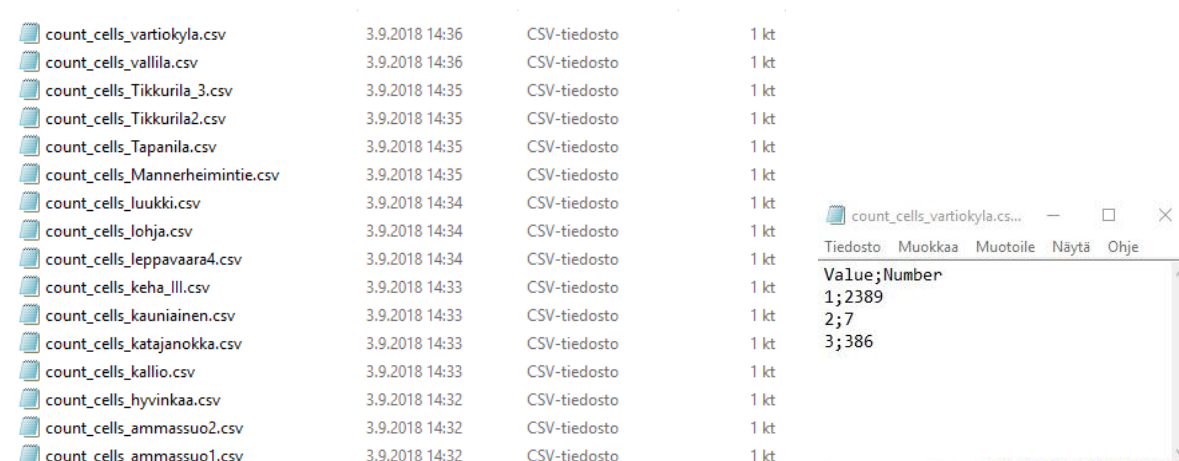 count_cells_vartiokyla.csv 3.9.2018 14:36 CSV-tiedosto 1 kt
count_cells_vallila.csv 3.9.2018 14:36 CSV-tiedosto 1 kt
count_cells_Tikkurila_3.csv 3.9.2018 14:35 CSV-tiedosto 1 kt
count_cells_Tikkurila2.csv 3.9.2018 14:35 CSV-tiedosto 1 kt
count_cells_Tapanila.csv 3.9.2018 14:35 CSV-tiedosto 1 kt
count_cells_Mannerheimintie.csv 3.9.2018 14:35 CSV-tiedosto 1 kt
count_cells_luukki.csv 3.9.2018 14:34 CSV-tiedosto 1 kt
count_cells_lohja.csv 3.9.2018 14:34 CSV-tiedosto 1 kt
count_cells_leppavaara4.csv 3.9.2018 14:34 CSV-tiedosto 1 kt
count_cells_keha_III.csv 3.9.2018 14:33 CSV-tiedosto 1 kt
count_cells_kauniainen.csv 3.9.2018 14:33 CSV-tiedosto 1 kt
count_cells_katajanokka.csv 3.9.2018 14:33 CSV-tiedosto 1 kt
count_cells_kallio.csv 3.9.2018 14:33 CSV-tiedosto 1 kt
count_cells_hyvinkaa.csv 3.9.2018 14:32 CSV-tiedosto 1 kt
count_cells_ammassuo2.csv 3.9.2018 14:32 CSV-tiedosto 1 kt
count_cells_ammassuo1.csv 3.9.2018 14:32 CSV-tiedosto 1 kt
count_cells_vartiokyla.cs...
Tiedosto Muokkaa Muotoile Näytä Ohje
Value;Number
1;2389
2;7
3;386